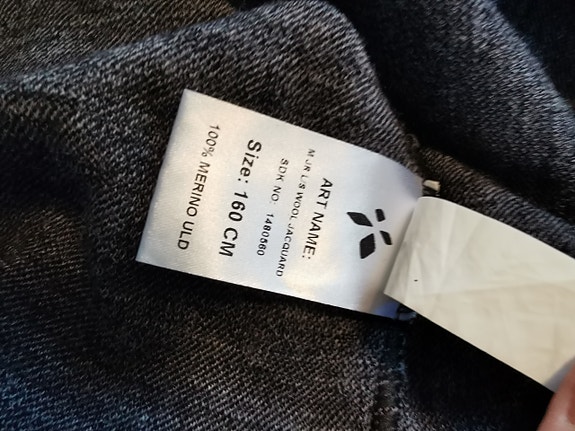 ART NAME:
M JR L/S WOOL JACQUARD
SDK NO. 1480560
Size: 160 CM
100% MERINO ULD